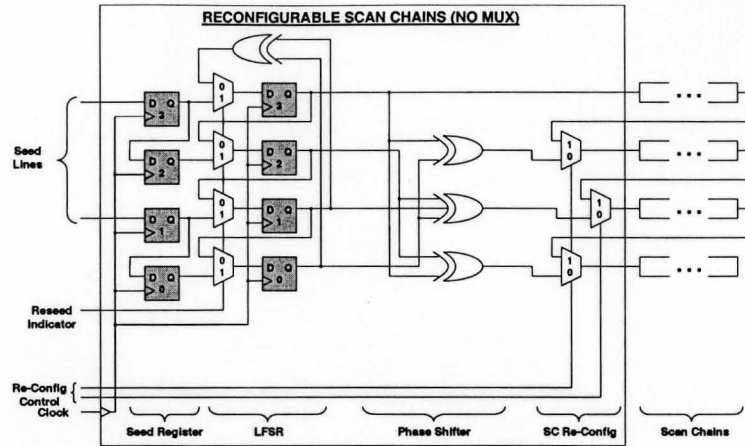 RECONFIGURABLE SCAN CHAINS (NO MUX)
0
1
D Q
3
D Q
3
• • •
Seed
Lines
0
1
D Q
2
D Q
2
1
0
• • •
0
1
D Q
1
D Q
1
1
0
• • •
0
1
D Q
0
D Q
0
1
0
• • •
Reseed
Indicator
Re-Config
Control
Clock
Seed Register
LFSR
Phase Shifter
SC Re-Config
Scan Chains